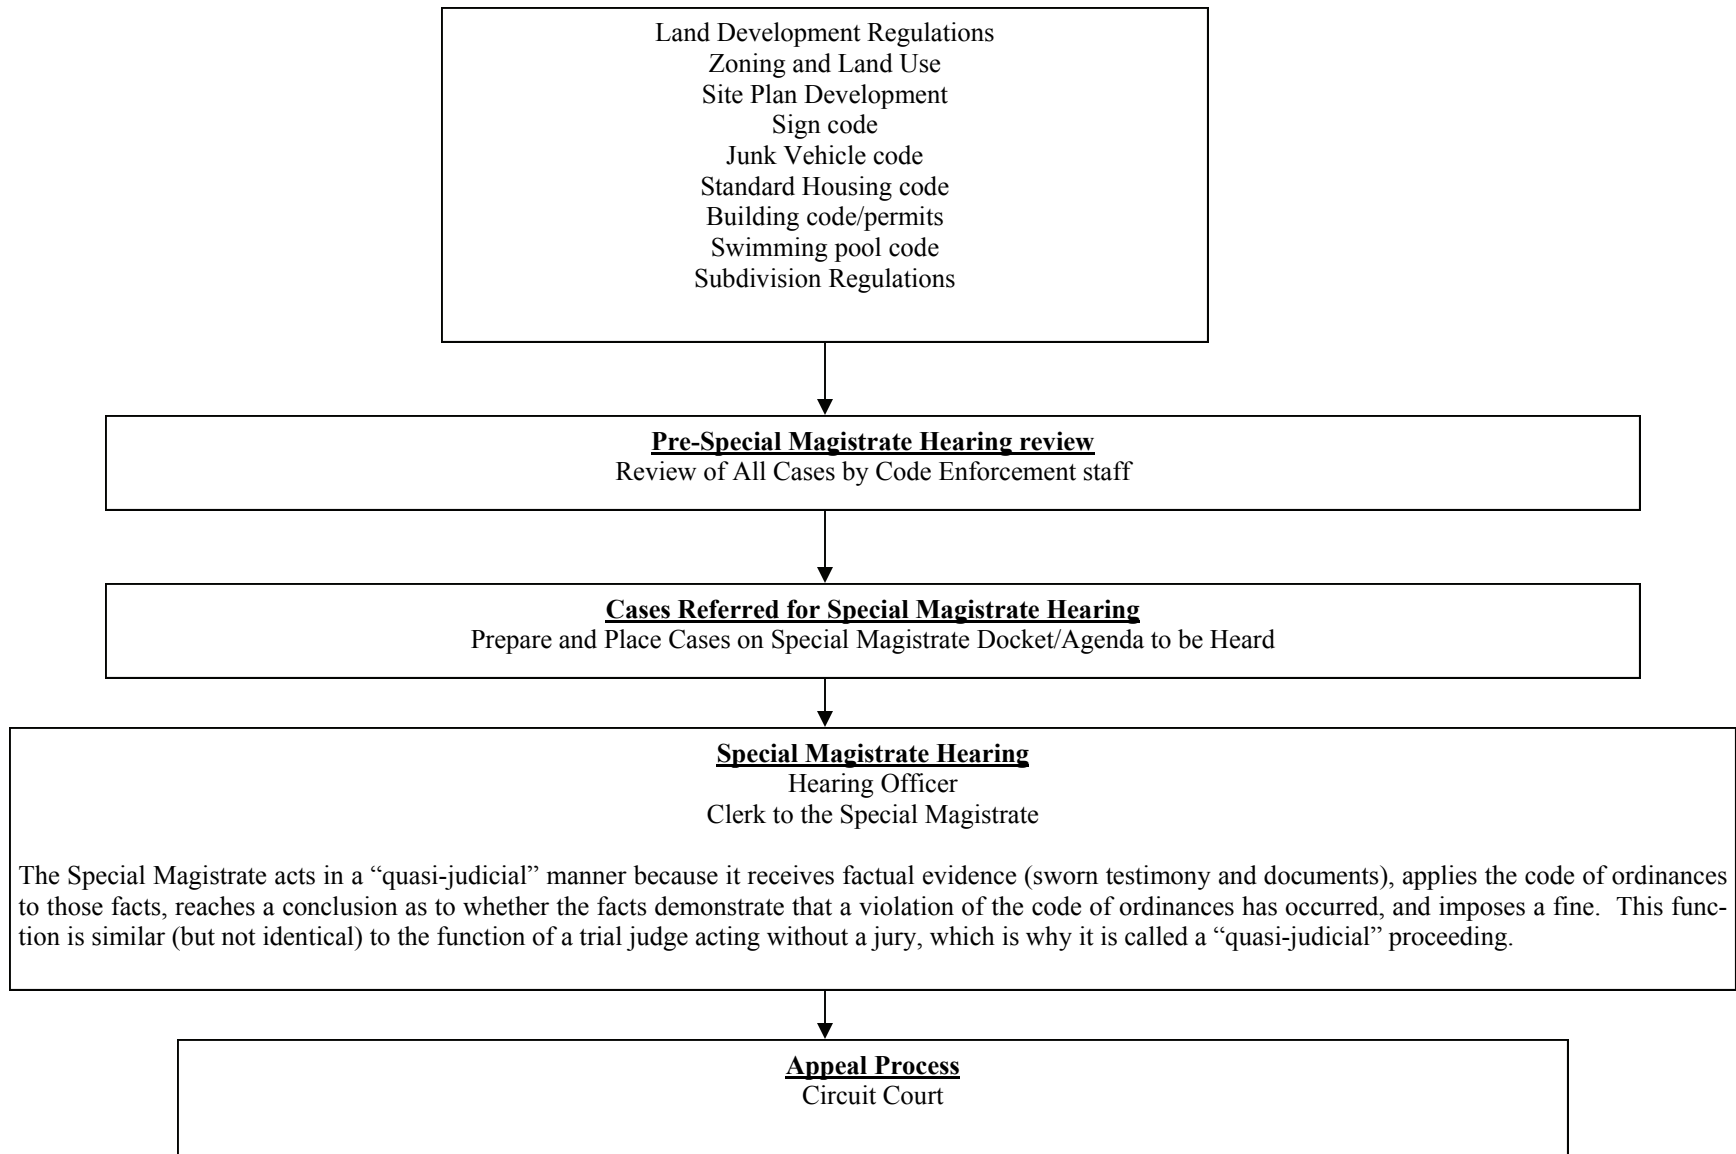 Land Development Regulations
Zoning and Land Use
Site Plan Development
Sign code
Junk Vehicle code
Standard Housing code
Building code/permits
Swimming pool code
Subdivision Regulations
Pre-Special Magistrate Hearing review
Review of All Cases by Code Enforcement staff
Cases Referred for Special Magistrate Hearing
Prepare and Place Cases on Special Magistrate Docket/Agenda to be Heard
Special Magistrate Hearing
Hearing Officer
Clerk to the Special Magistrate
The Special Magistrate acts in a “quasi-judicial” manner because it receives factual evidence (sworn testimony and documents), applies the code of ordinances
to those facts, reaches a conclusion as to whether the facts demonstrate that a violation of the code of ordinances has occurred, and imposes a fine.  This func-
tion is similar (but not identical) to the function of a trial judge acting without a jury, which is why it is called a “quasi-judicial” proceeding.
Appeal Process
Circuit Court